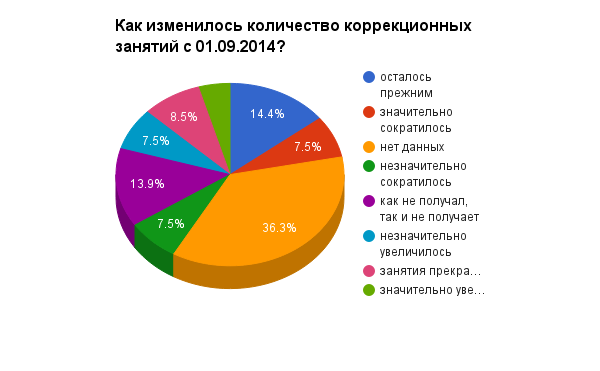 Как изменилось количество коррекционных
занятий с 01.09.2014?
14.4%
7.5%
36.3%
7.5%
13.9%
7.5%
8.5%
осталось
прежним
значительно
сократилось
нет данных
незначительно
сократилось
как не получал,
так и не получает
незначительно
увеличилось
занятия прекра…
значительно уве…